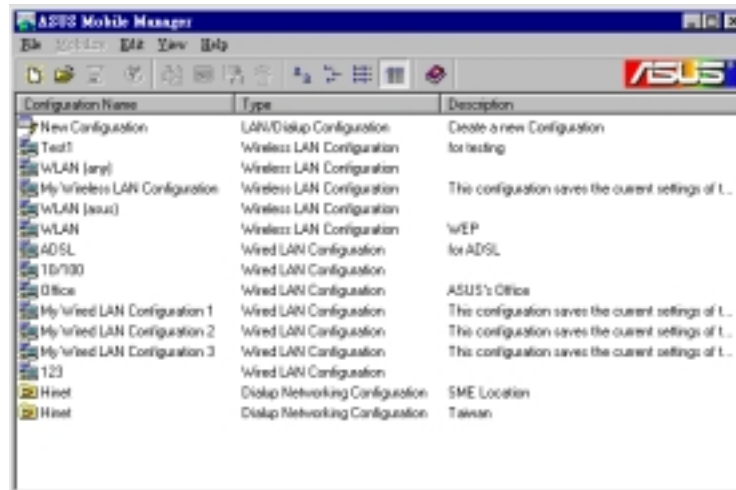 ASUS Mobile Manager
File Mobilize Edit View Help
ASUS
Configuration Name Type Description
New Configuration LAN/Dialup Configuration Create a new Configuration
Test1 Wireless LAN Configuration for testing
WLAN (any) Wireless LAN Configuration
My Wireless LAN Configuration Wireless LAN Configuration This configuration saves the current settings of t...
WLAN (asus) Wireless LAN Configuration
WLAN Wireless LAN Configuration WEP
ADSL Wired LAN Configuration for ADSL
10/100 Wired LAN Configuration
Office Wired LAN Configuration ASUS's Office
My Wired LAN Configuration 1 Wired LAN Configuration This configuration saves the current settings of t...
My Wired LAN Configuration 2 Wired LAN Configuration This configuration saves the current settings of t...
My Wired LAN Configuration 3 Wired LAN Configuration This configuration saves the current settings of t...
123 Wired LAN Configuration
Hinet Dialup Networking Configuration SME Location
Hinet Dialup Networking Configuration Taiwan